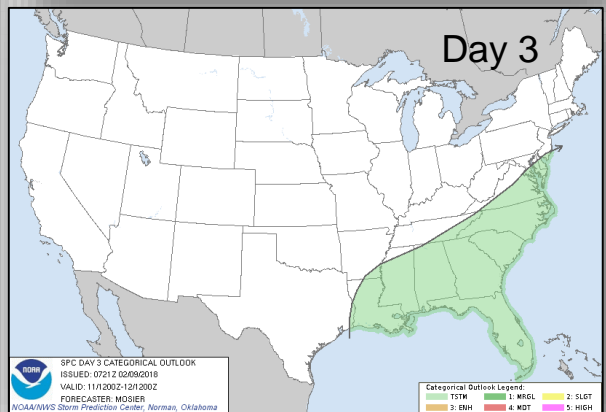 Day 3
NOAA
SPC DAY 3 CATEGORICAL OUTLOOK
ISSUED: 0721Z 02/09/2018
VALID: 11/1200Z-12/1200Z
FORECASTER: MOSIER
NOAA/NWS Storm Prediction Center, Norman, Oklahoma
Categorical Outlook Legend:
TSTM 1: MRGL 2: SLGT
3: ENH 4: MDT 5: HIGH